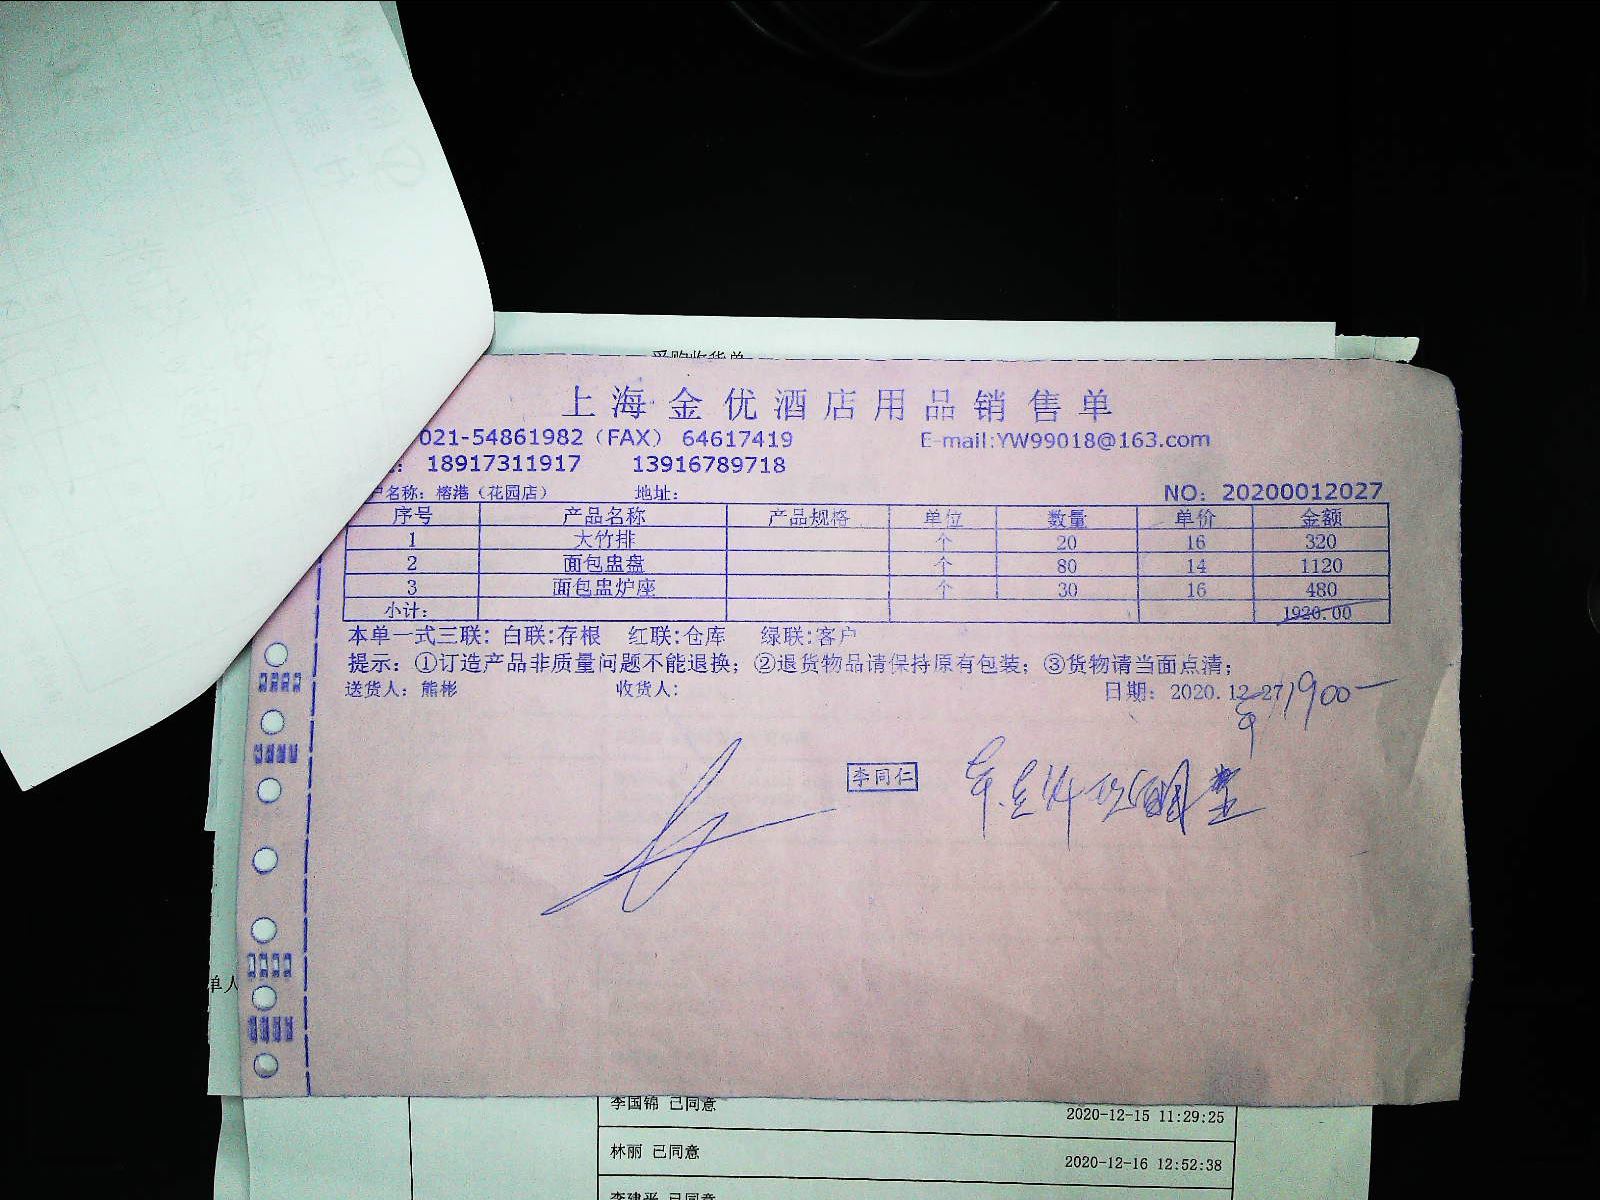 采购收货单
上海金优酒店用品销售单
021-54861982（FAX） 64617419 E-mail:YW99018@163.com
：18917311917 13916789718
户名称：榕港（花园店） 地址： NO：20200012027
序号 产品名称 产品规格 单位 数量 单价 金额
1 大竹排 个 20 16 320
2 面包盅盘 个 80 14 1120
3 面包盅炉座 个 30 16 480
小计： 1920.00
本单一式三联：白联:存根 红联:仓库 绿联:客户
提示：①订造产品非质量问题不能退换；②退货物品请保持原有包装；③货物请当面点清；
送货人：熊彬 收货人： 日期：2020.12.27
1900
李同仁
单人
李国锦 已同意 2020-12-15 11:29:25
林丽 已同意 2020-12-16 12:52:38
李建平 已同意